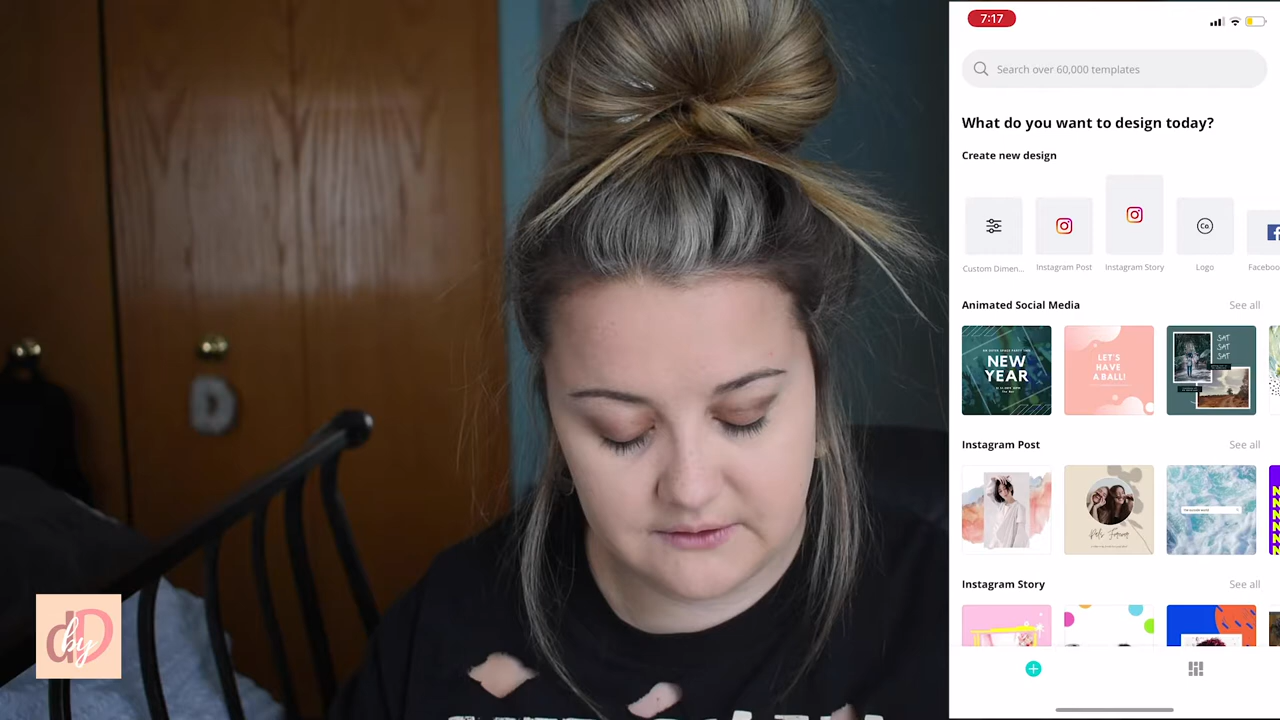 7:17
Search over 60,000 templates
What do you want to design today?
Create new design
Co.
Custom Dimen...
Instagram Post
Instagram Story
Logo
Faceboo
Animated Social Media
See all
NEW
YEAR
LET'S
HAVE
A BALL!
SAT
SAT
SAT
Instagram Post
See all
Instagram Story
See all
d by D